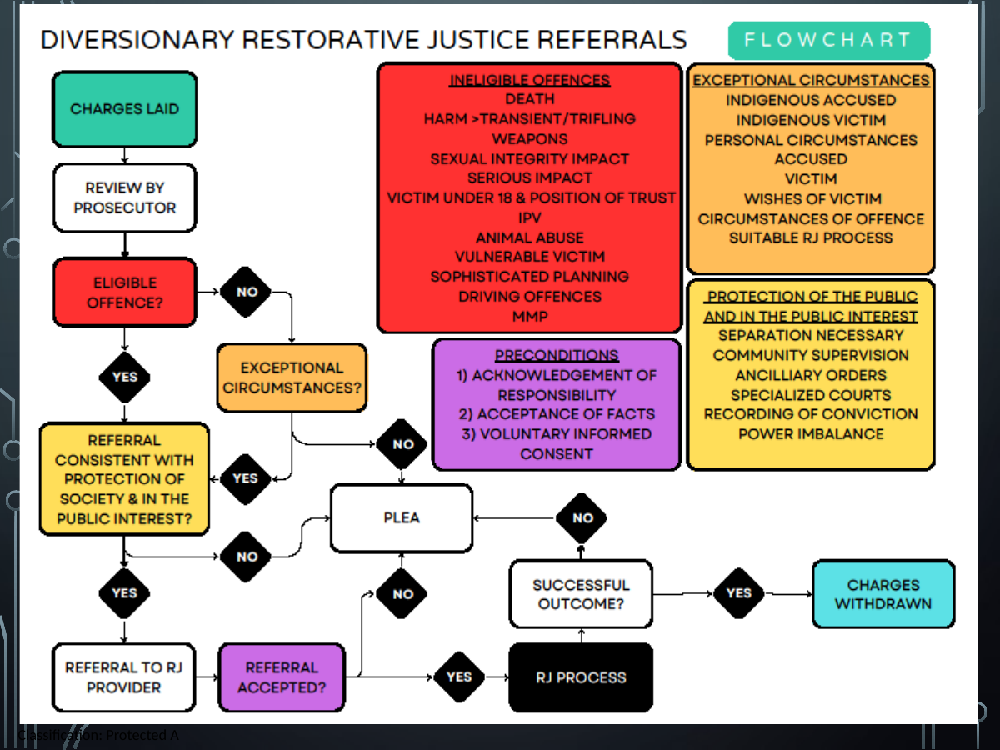 DIVERSIONARY RESTORATIVE JUSTICE REFERRALS
FLOWCHART
CHARGES LAID
REVIEW BY
PROSECUTOR
ELIGIBLE
OFFENCE?
NO
YES
EXCEPTIONAL
CIRCUMSTANCES?
INELIGIBLE OFFENCES
DEATH
HARM >TRANSIENT/TRIFLING
WEAPONS
SEXUAL INTEGRITY IMPACT
SERIOUS IMPACT
VICTIM UNDER 18 & POSITION OF TRUST
IPV
ANIMAL ABUSE
VULNERABLE VICTIM
SOPHISTICATED PLANNING
DRIVING OFFENCES
MMP
EXCEPTIONAL CIRCUMSTANCES
INDIGENOUS ACCUSED
INDIGENOUS VICTIM
PERSONAL CIRCUMSTANCES
ACCUSED
VICTIM
WISHES OF VICTIM
CIRCUMSTANCES OF OFFENCE
SUITABLE RJ PROCESS
PRECONDITIONS
1) ACKNOWLEDGEMENT OF
RESPONSIBILITY
2) ACCEPTANCE OF FACTS
3) VOLUNTARY INFORMED
CONSENT
PROTECTION OF THE PUBLIC
AND IN THE PUBLIC INTEREST
SEPARATION NECESSARY
COMMUNITY SUPERVISION
ANCILLIARY ORDERS
SPECIALIZED COURTS
RECORDING OF CONVICTION
POWER IMBALANCE
REFERRAL
CONSISTENT WITH
PROTECTION OF
SOCIETY & IN THE
PUBLIC INTEREST?
YES
NO
NO
PLEA
NO
YES
NO
SUCCESSFUL
OUTCOME?
YES
CHARGES
WITHDRAWN
REFERRAL TO RJ
PROVIDER
REFERRAL
ACCEPTED?
YES
RJ PROCESS
Classification: Protected A